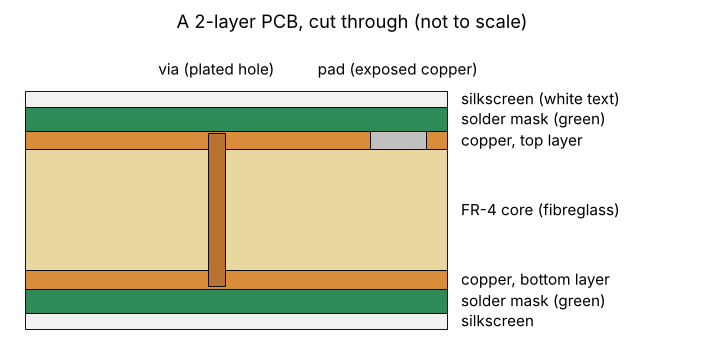 A 2-layer PCB, cut through (not to scale)
via (plated hole)
pad (exposed copper)
silkscreen (white text)
solder mask (green)
copper, top layer
FR-4 core (fibreglass)
copper, bottom layer
solder mask (green)
silkscreen